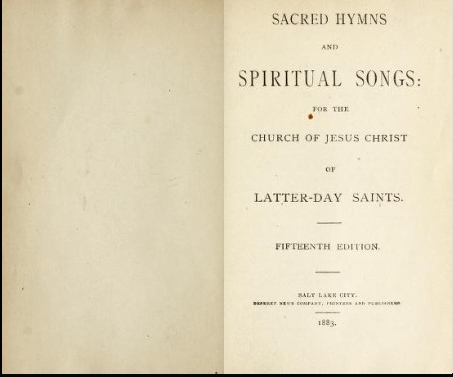 SACRED HYMNS
AND
SPIRITUAL SONGS:
FOR THE
CHURCH OF JESUS CHRIST
OF
LATTER-DAY SAINTS.
FIFTEENTH EDITION.
SALT LAKE CITY.
DESERET NEWS COMPANY, PRINTERS AND PUBLISHERS
1883.